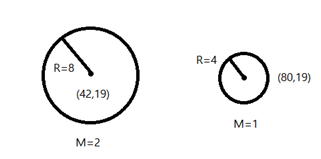 R=8
(42,19)
M=2
R=4
(80,19)
M=1